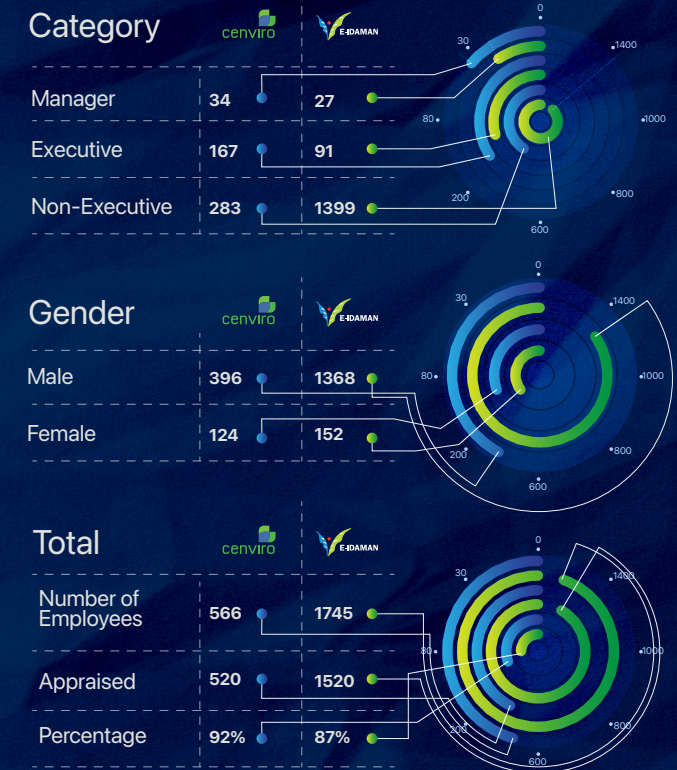 Category cenviro E-IDAMAN
Manager 34 27
Executive 167 91
Non-Executive 283 1399
0
30
1400
80
1000
200
800
600
Gender cenviro E-IDAMAN
Male 396 1368
Female 124 152
0
30
1400
80
1000
200
800
600
Total cenviro E-IDAMAN
Number of
Employees 566 1745
Appraised 520 1520
Percentage 92% 87%
0
30
1400
80
1000
200
800
600